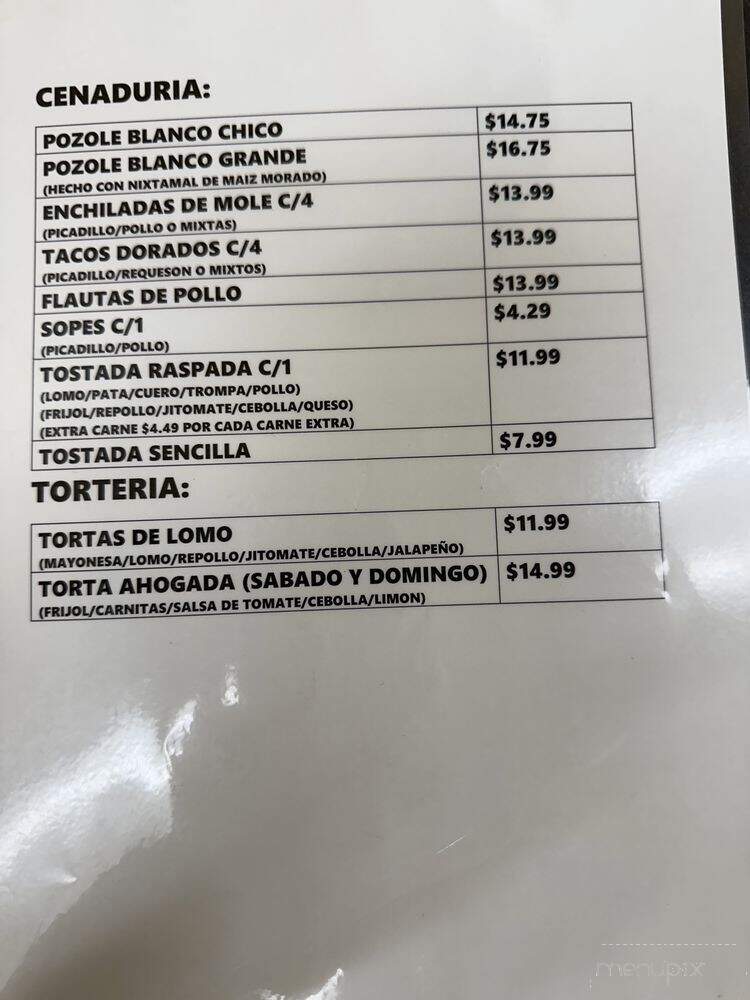 CENADURIA:
POZOLE BLANCO CHICO $14.75
POZOLE BLANCO GRANDE $16.75
(HECHO CON NIXTAMAL DE MAIZ MORADO)
ENCHILADAS DE MOLE C/4 $13.99
(PICADILLO/POLLO O MIXTAS)
TACOS DORADOS C/4 $13.99
(PICADILLO/REQUESON O MIXTOS)
FLAUTAS DE POLLO $13.99
SOPES C/1 $4.29
(PICADILLO/POLLO)
TOSTADA RASPADA C/1 $11.99
(LOMO/PATA/CUERO/TROMPA/POLLO)
(FRIJOL/REPOLLO/JITOMATE/CEBOLLA/QUESO)
(EXTRA CARNE $4.49 POR CADA CARNE EXTRA)
TOSTADA SENCILLA $7.99
TORTERIA:
TORTAS DE LOMO $11.99
(MAYONESA/LOMO/REPOLLO/JITOMATE/CEBOLLA/JALAPEÑO)
TORTA AHOGADA (SABADO Y DOMINGO) $14.99
(FRIJOL/CARNITAS/SALSA DE TOMATE/CEBOLLA/LIMON)
menupix